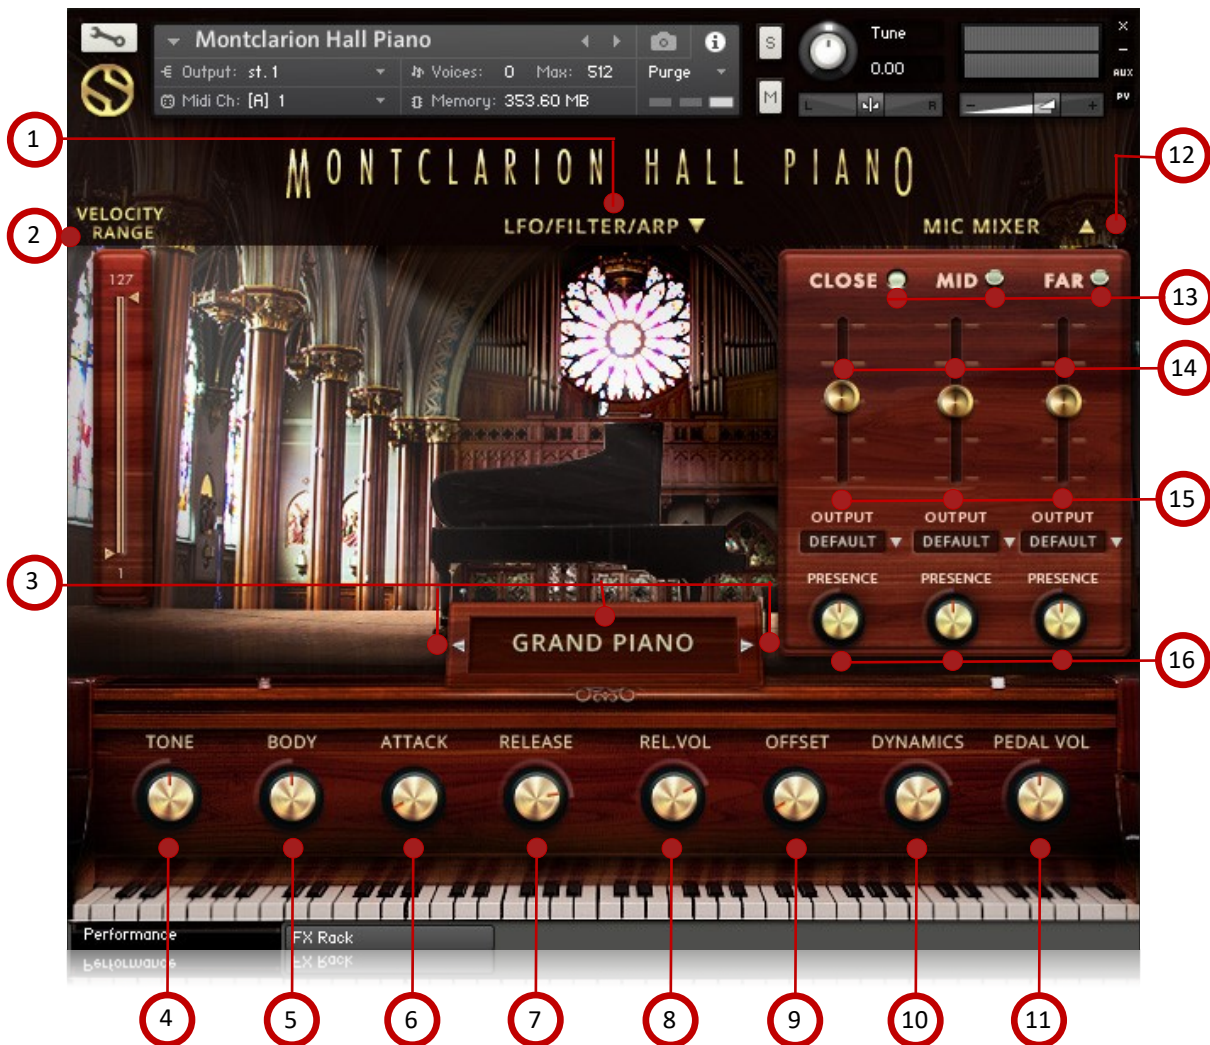 Montclarion Hall Piano
Output: st.1
Voices: 0 Max: 512
Purge
Midi Ch: [A] 1
Memory: 353.60 MB
S
M
Tune
0.00
L
R
-
+
x
-
AUX
PV
MONTCLARION HALL PIANO
1
12
VELOCITY
RANGE
2
LFO/FILTER/ARP
MIC MIXER
127
CLOSE
MID
FAR
13
14
15
OUTPUT
OUTPUT
OUTPUT
DEFAULT
DEFAULT
DEFAULT
1
3
PRESENCE
PRESENCE
PRESENCE
GRAND PIANO
16
TONE
BODY
ATTACK
RELEASE
REL.VOL
OFFSET
DYNAMICS
PEDAL VOL
Performance
FX Rack
Performance
FX Rack
4
5
6
7
8
9
10
11